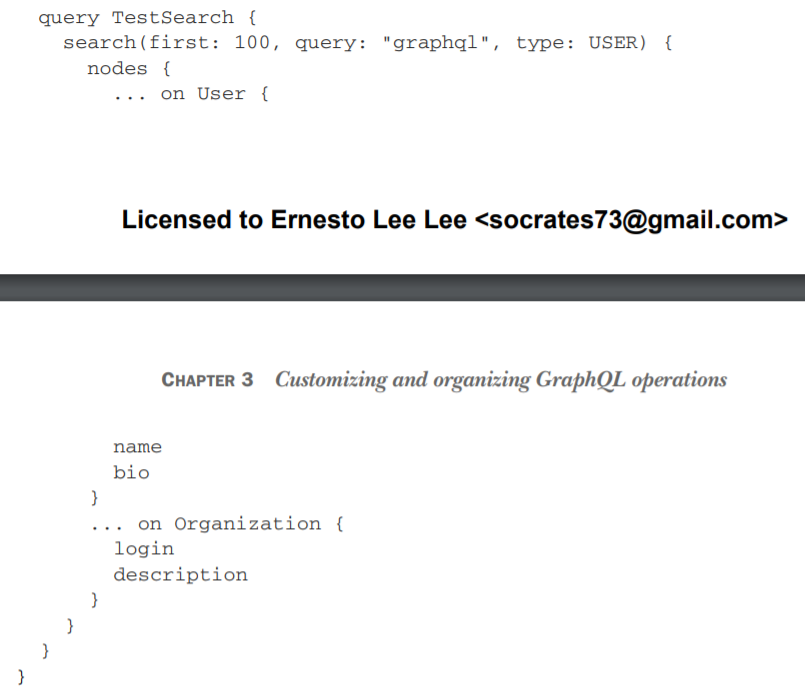 query TestSearch {
search(first: 100, query: "graphql", type: USER) {
nodes {
... on User {
Licensed to Ernesto Lee Lee <socrates73@gmail.com>
CHAPTER 3 Customizing and organizing GraphQL operations
name
bio
}
... on Organization {
login
description
}
}
}
}